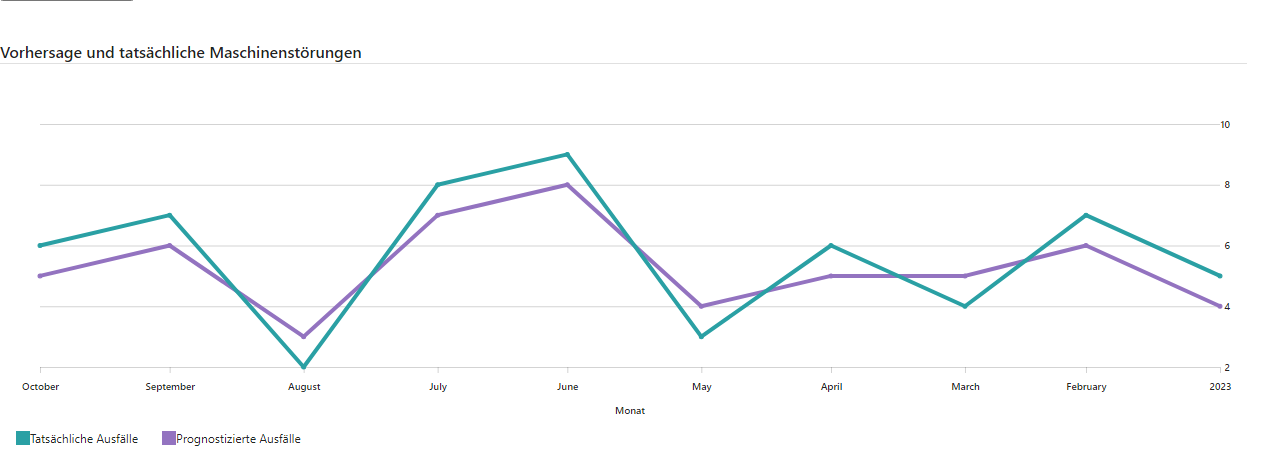 Vorhersage und tatsächliche Maschinenstörungen
10
8
6
4
2
October September August July June May April March February 2023
Monat
Tatsächliche Ausfälle Prognostizierte Ausfälle